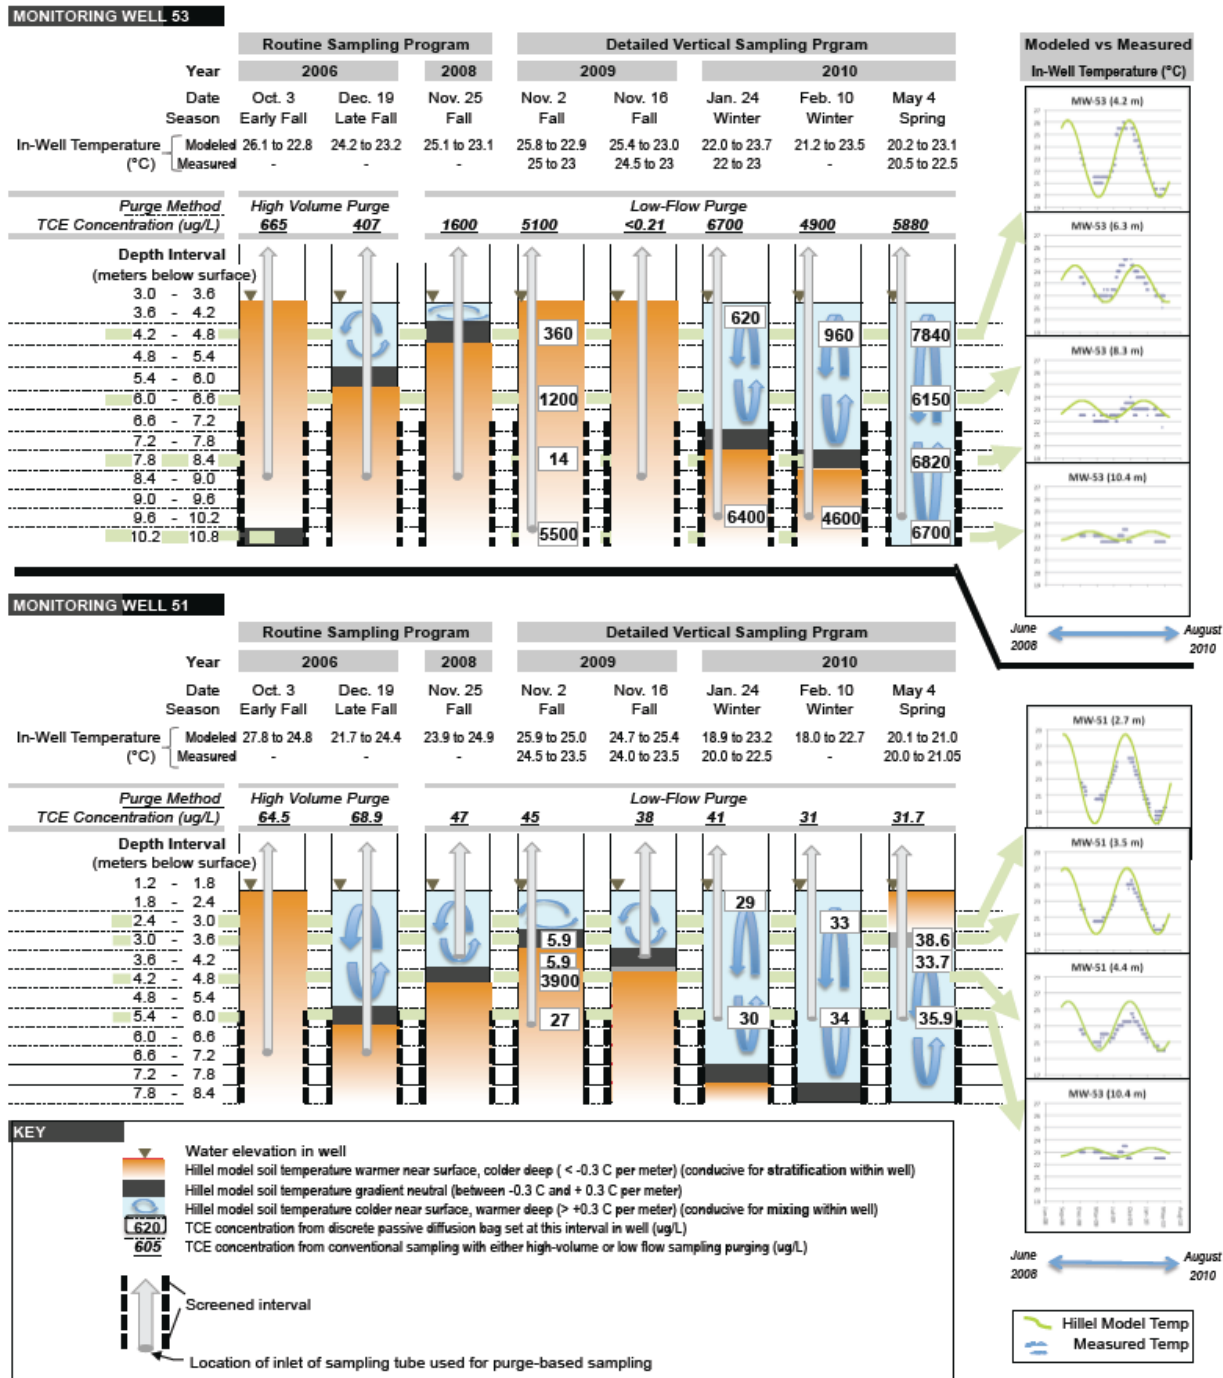 MONITORING WELL 53
Routine Sampling Program Detailed Vertical Sampling Prgram Modeled vs Measured
Year 2006 2008 2009 2010 In-Well Temperature (°C)
Date Oct. 3 Dec. 19 Nov. 25 Nov. 2 Nov. 16 Jan. 24 Feb. 10 May 4
Season Early Fall Late Fall Fall Fall Fall Winter Winter Spring
In-Well Temperature Modeled 26.1 to 22.8 24.2 to 23.2 25.1 to 23.1 25.8 to 22.9 25.4 to 23.0 22.0 to 23.7 21.2 to 23.5 20.2 to 23.1
(°C) Measured - - - 25 to 23 24.5 to 23 22 to 23 - 20.5 to 22.5
Purge Method High Volume Purge Low-Flow Purge
TCE Concentration (ug/L) 665 407 1600 5100 <0.21 6700 4900 5880
Depth Interval
(meters below surface)
3.0 - 3.6
3.6 - 4.2 620
4.2 - 4.8 360 960 7840
4.8 - 5.4
5.4 - 6.0
6.0 - 6.6 1200 6150
6.6 - 7.2
7.2 - 7.8
7.8 - 8.4 14 6820
8.4 - 9.0
9.0 - 9.6
9.6 - 10.2 6400 4600
10.2 - 10.8 5500 6700
MW-53 (4.2 m)
MW-53 (6.3 m)
MW-53 (8.3 m)
MW-53 (10.4 m)
June 2008 August 2010
MONITORING WELL 51
Routine Sampling Program Detailed Vertical Sampling Prgram
Year 2006 2008 2009 2010
Date Oct. 3 Dec. 19 Nov. 25 Nov. 2 Nov. 16 Jan. 24 Feb. 10 May 4
Season Early Fall Late Fall Fall Fall Fall Winter Winter Spring
In-Well Temperature Modeled 27.8 to 24.8 21.7 to 24.4 23.9 to 24.9 25.9 to 25.0 24.7 to 25.4 18.9 to 23.2 18.0 to 22.7 20.1 to 21.0
(°C) Measured - - - 24.5 to 23.5 24.0 to 23.5 20.0 to 22.5 - 20.0 to 21.05
Purge Method High Volume Purge Low-Flow Purge
TCE Concentration (ug/L) 64.5 68.9 47 45 38 41 31 31.7
Depth Interval
(meters below surface)
1.2 - 1.8
1.8 - 2.4 29
2.4 - 3.0 33
3.0 - 3.6 5.9 38.6
3.6 - 4.2 5.9 33.7
4.2 - 4.8 3900
4.8 - 5.4
5.4 - 6.0 27 30 34 35.9
6.0 - 6.6
6.6 - 7.2
7.2 - 7.8
7.8 - 8.4
MW-51 (2.7 m)
MW-51 (3.5 m)
MW-51 (4.4 m)
MW-53 (10.4 m)
June 2008 August 2010
Hillel Model Temp
Measured Temp
KEY
Water elevation in well
Hillel model soil temperature warmer near surface, colder deep ( < -0.3 C per meter) (conducive for stratification within well)
Hillel model soil temperature gradient neutral (between -0.3 C and + 0.3 C per meter)
Hillel model soil temperature colder near surface, warmer deep (> +0.3 C per meter) (conducive for mixing within well)
620 TCE concentration from discrete passive diffusion bag set at this interval in well (ug/L)
605 TCE concentration from conventional sampling with either high-volume or low flow sampling purging (ug/L)
Screened interval
Location of inlet of sampling tube used for purge-based sampling